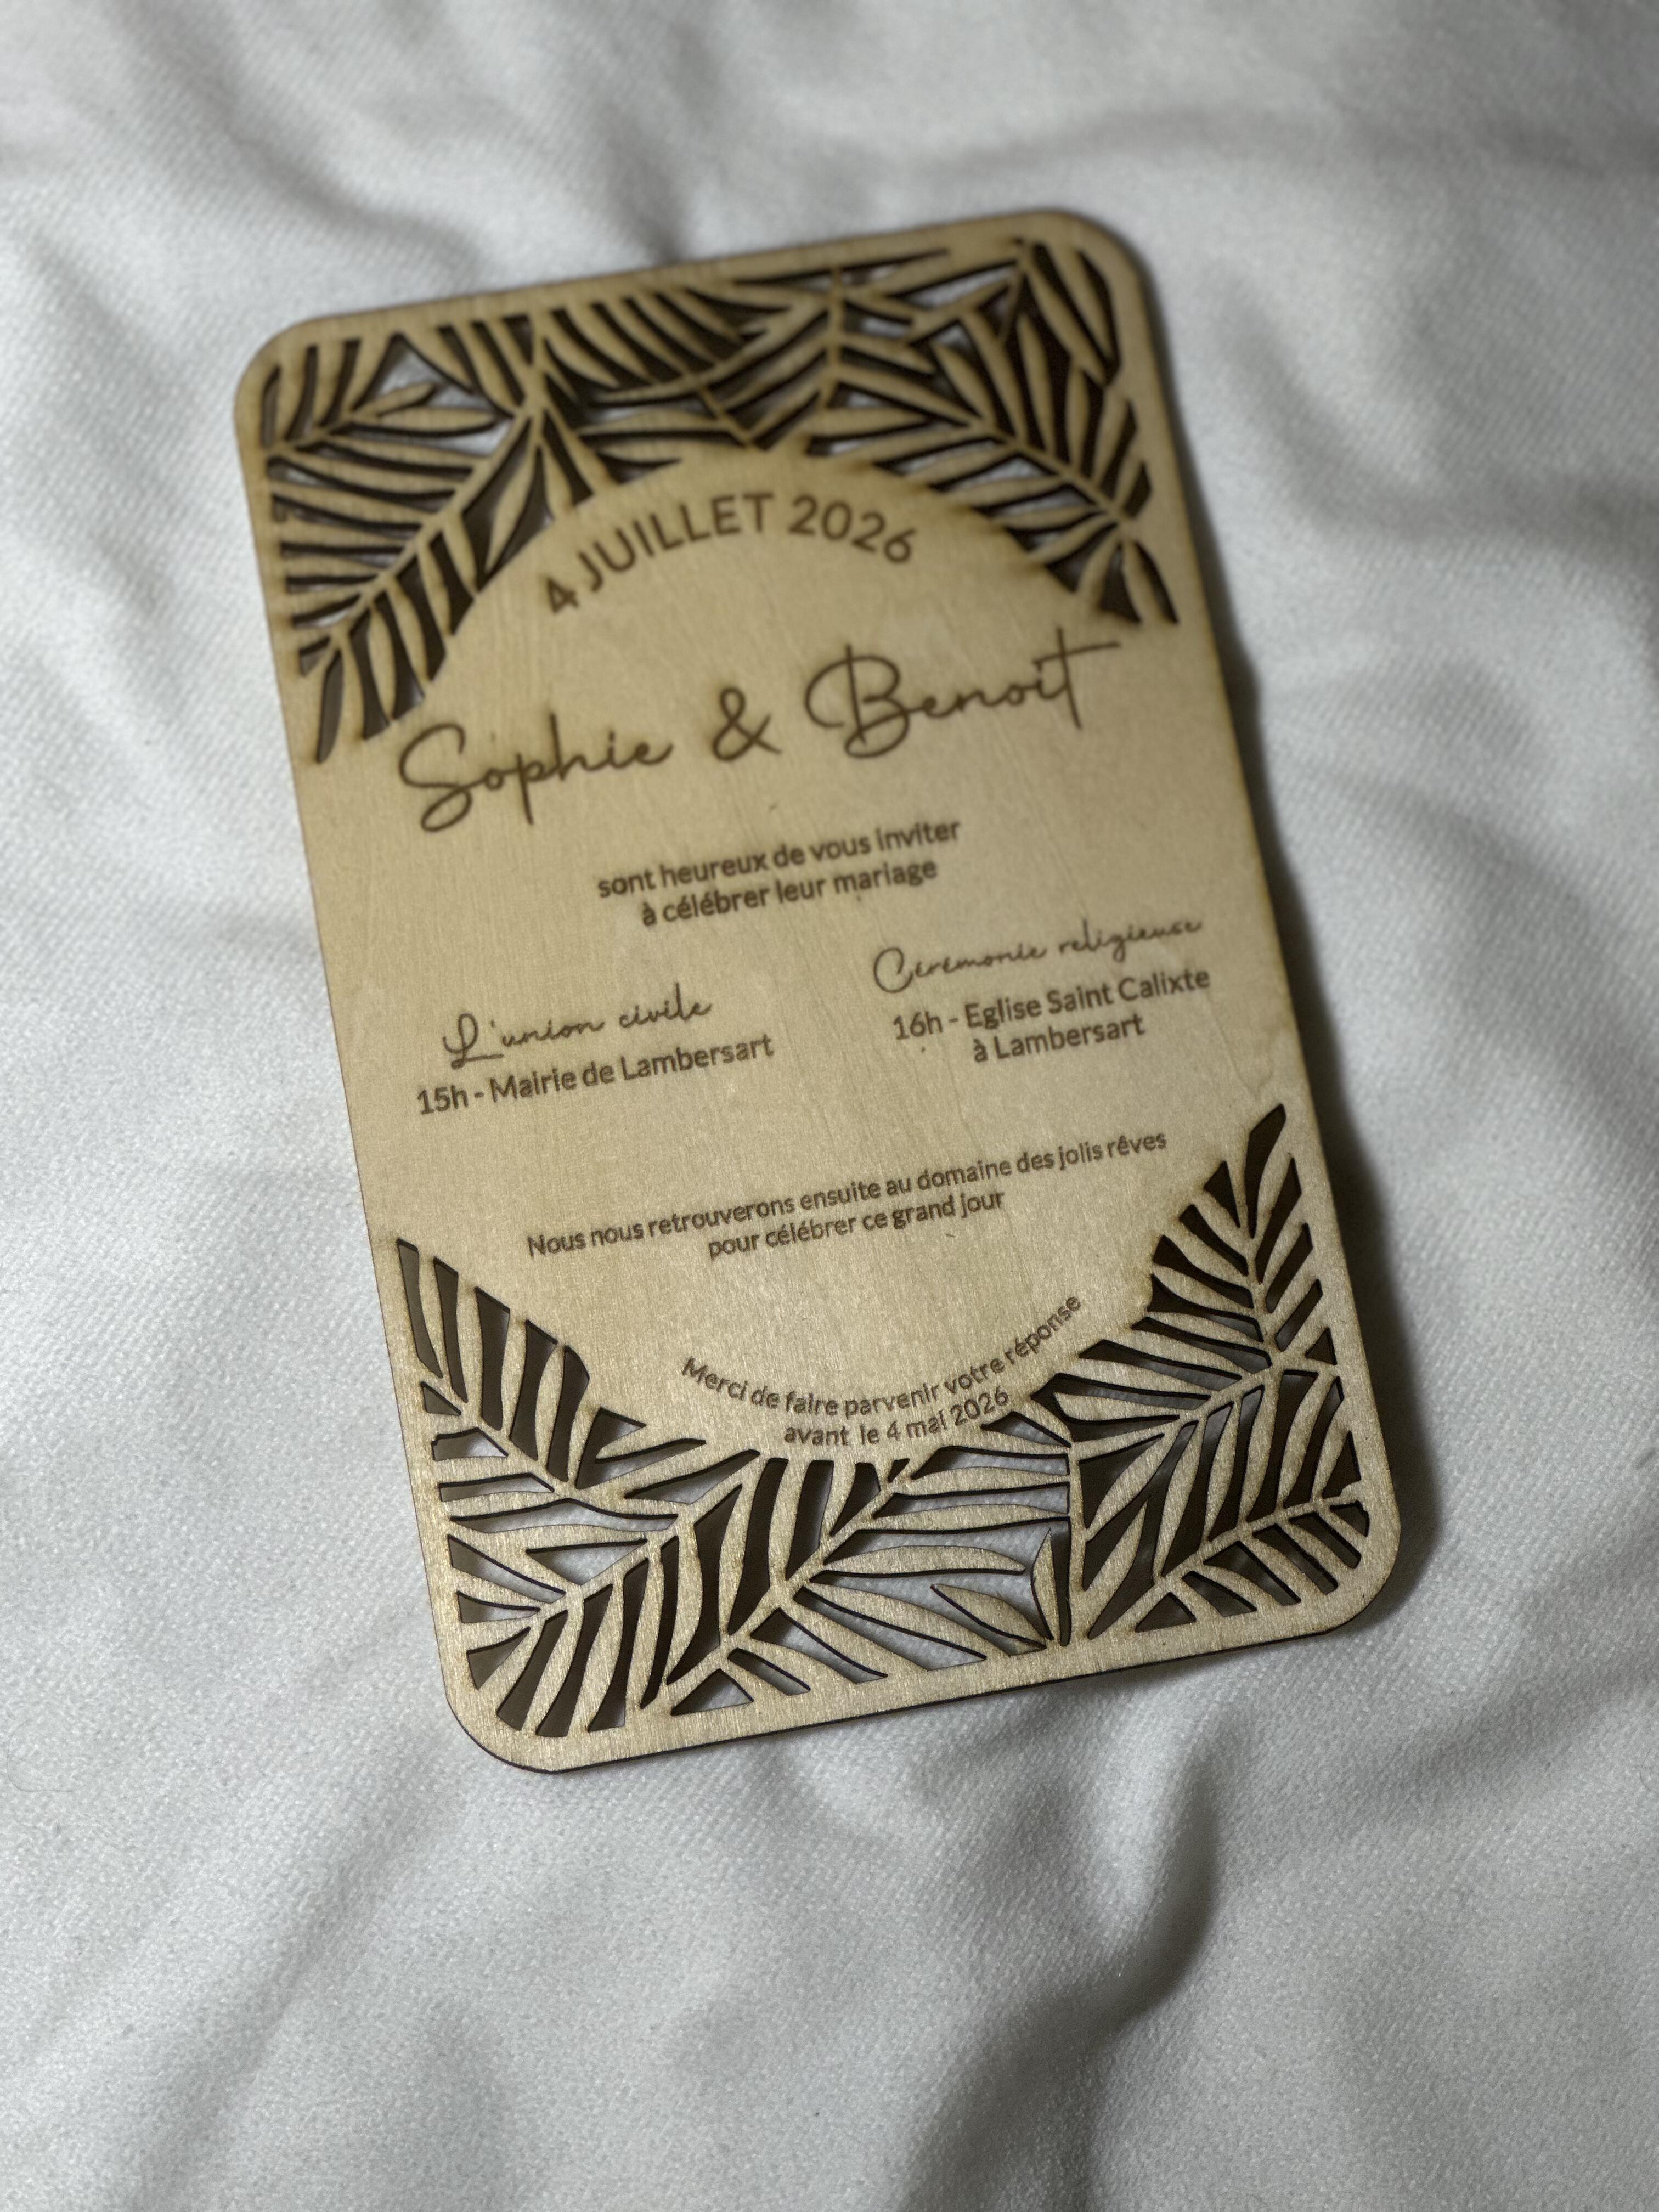 4 JUILLET 2026
Sophie & Benoit
sont heureux de vous inviter
à célébrer leur mariage
L'union civile
15h - Mairie de Lambersart
Cérémonie religieuse
16h - Eglise Saint Calixte
à Lambersart
Nous nous retrouverons ensuite au domaine des jolis rêves
pour célébrer ce grand jour
Merci de faire parvenir votre réponse
avant le 4 mai 2026